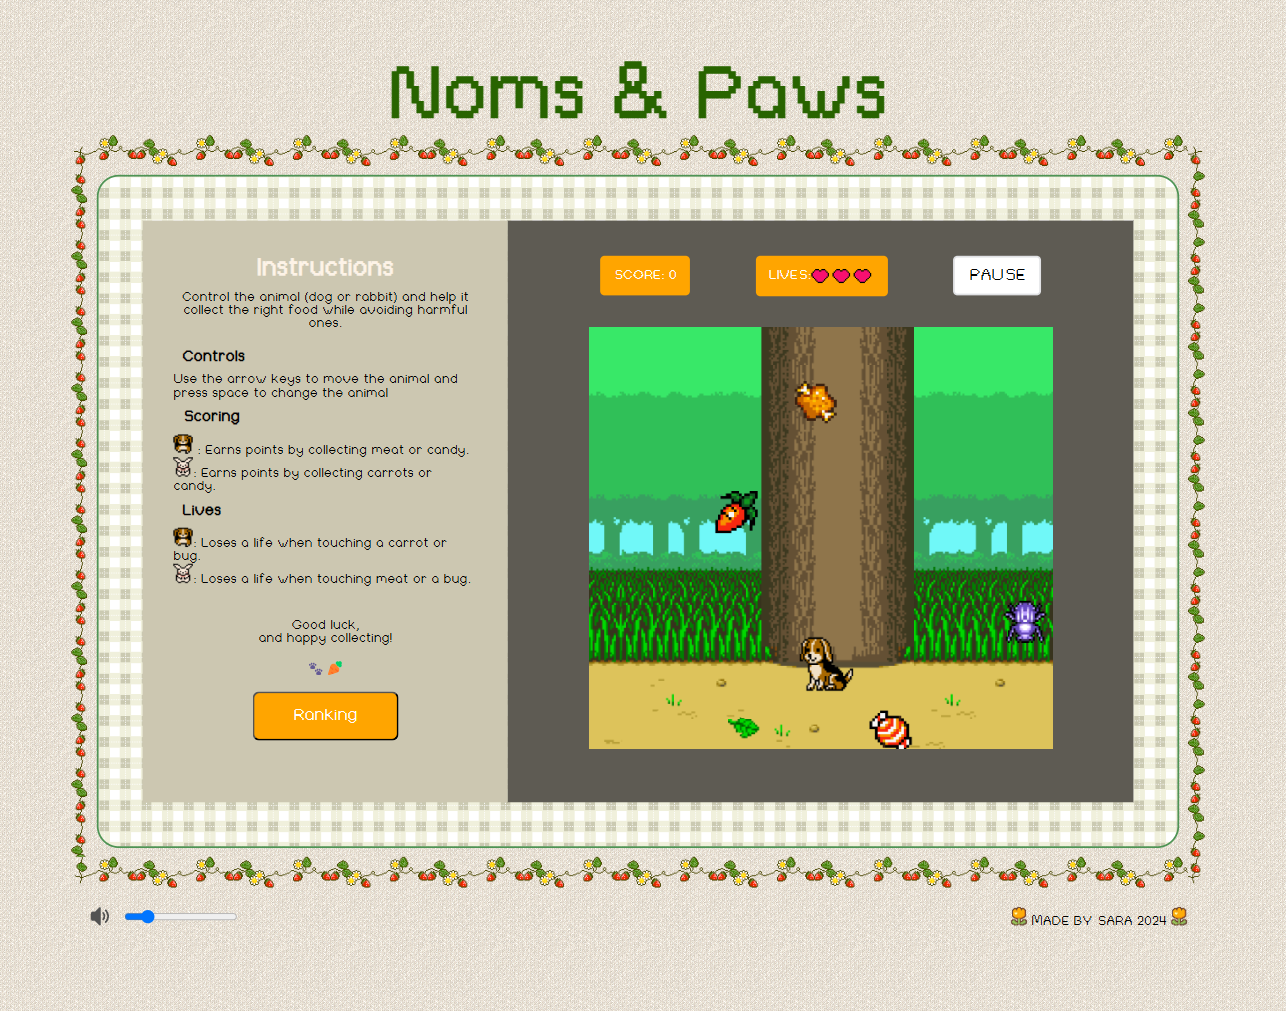 Noms & Paws
Instructions
Control the animal (dog or rabbit) and help it
collect the right food while avoiding harmful
ones.
Controls
Use the arrow keys to move the animal and
press space to change the animal
Scoring
: Earns points by collecting meat or candy.
: Earns points by collecting carrots or
candy.
Lives
: Loses a life when touching a carrot or
bug.
: Loses a life when touching meat or a bug.
Good luck,
and happy collecting!
Ranking
SCORE: 0
LIVES:
PAUSE
MADE BY SARA 2024